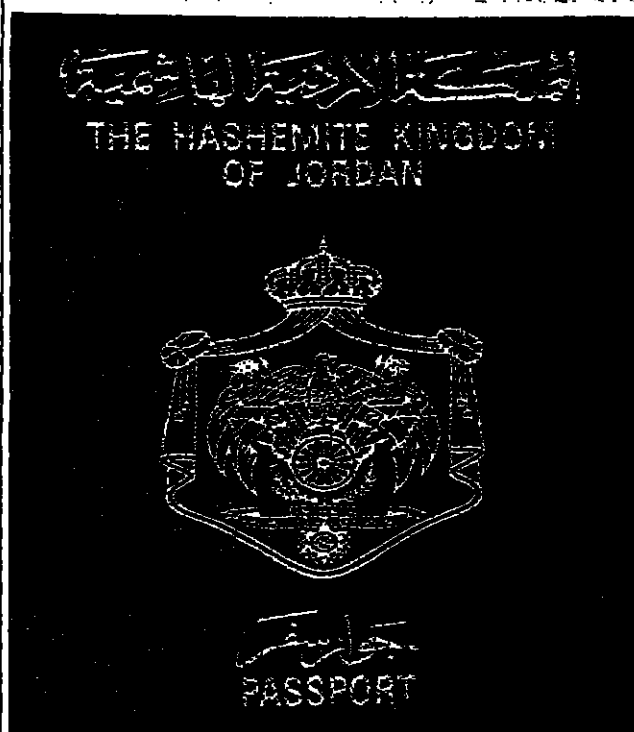 المملكة الأردنية الهاشمية
THE HASHEMITE KINGDOM
OF JORDAN
جواز سفر
PASSPORT